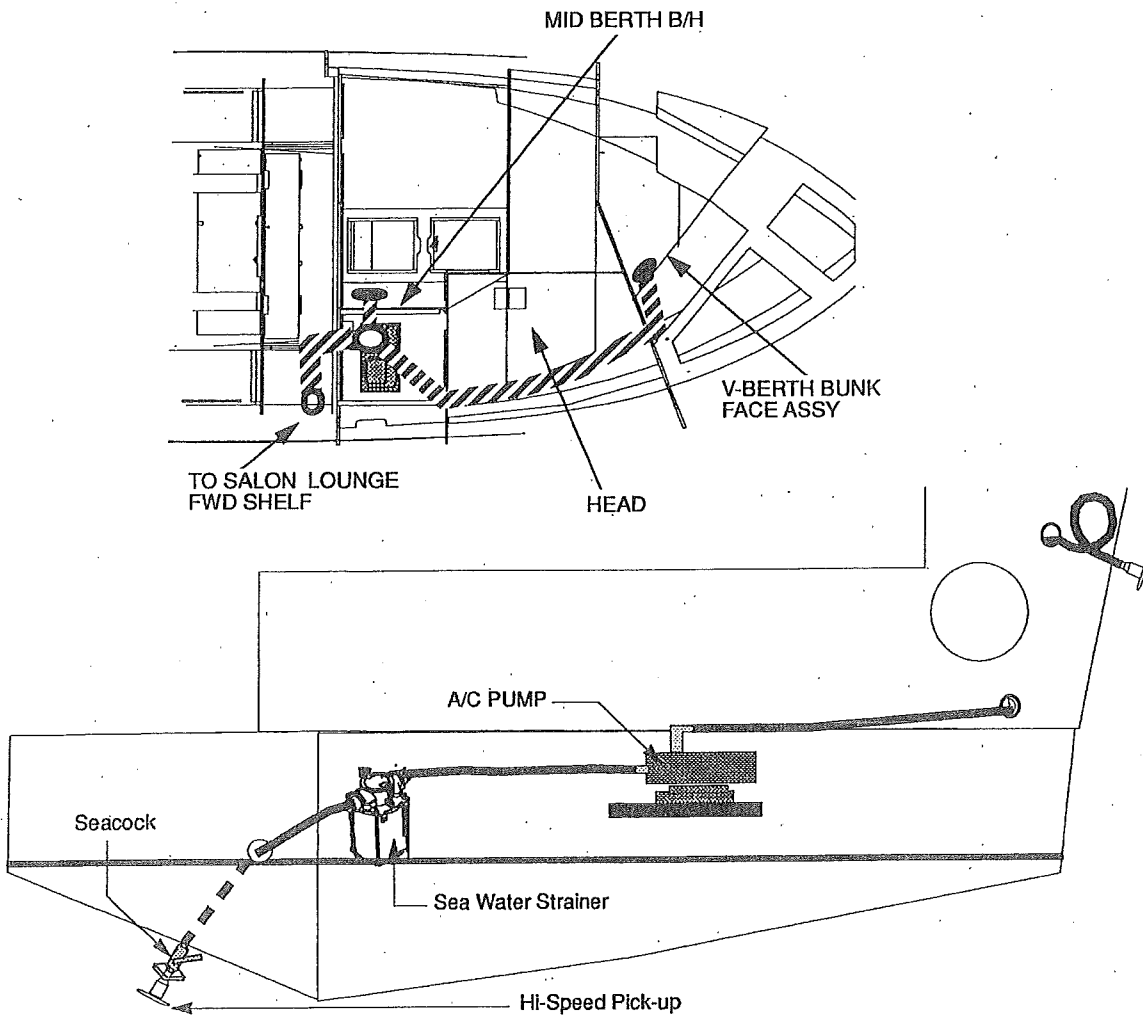 MID BERTH B/H
V-BERTH BUNK
FACE ASSY
TO SALON LOUNGE
FWD SHELF
HEAD
A/C PUMP
Seacock
Sea Water Strainer
Hi-Speed Pick-up